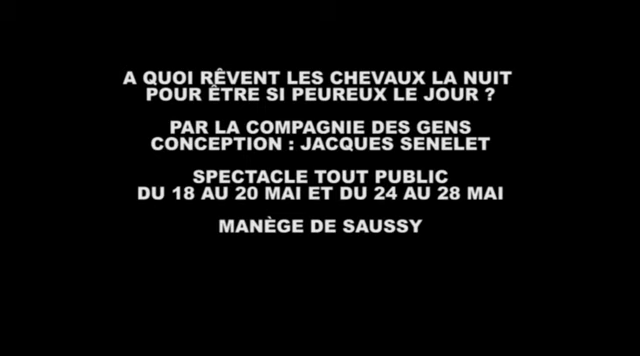 A QUOI RÊVENT LES CHEVAUX LA NUIT
POUR ÊTRE SI PEUREUX LE JOUR ?
PAR LA COMPAGNIE DES GENS
CONCEPTION : JACQUES SENELET
SPECTACLE TOUT PUBLIC
DU 18 AU 20 MAI ET DU 24 AU 28 MAI
MANÈGE DE SAUSSY